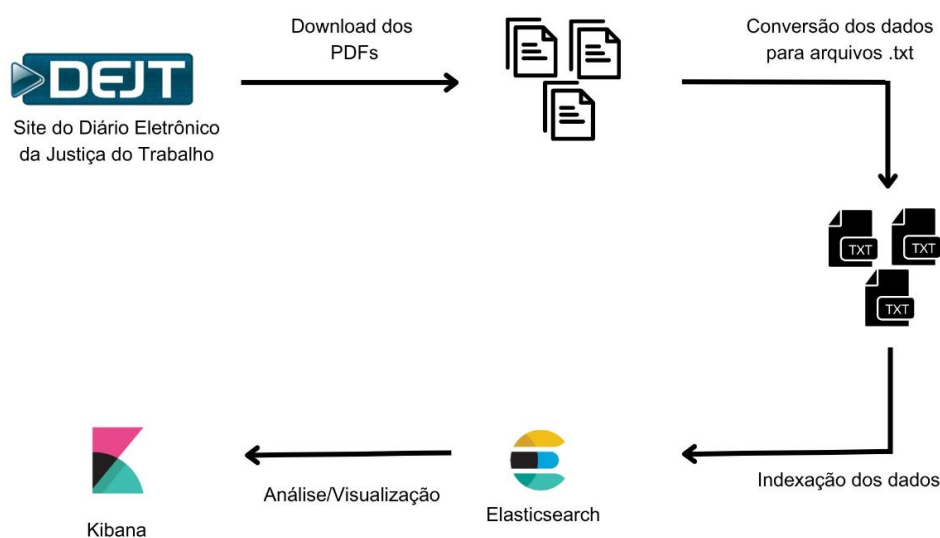 DEJT
Site do Diário Eletrônico
da Justiça do Trabalho
Download dos
PDFs
Conversão dos dados
para arquivos .txt
TXT
TXT
TXT
Indexação dos dados
Elasticsearch
Análise/Visualização
Kibana